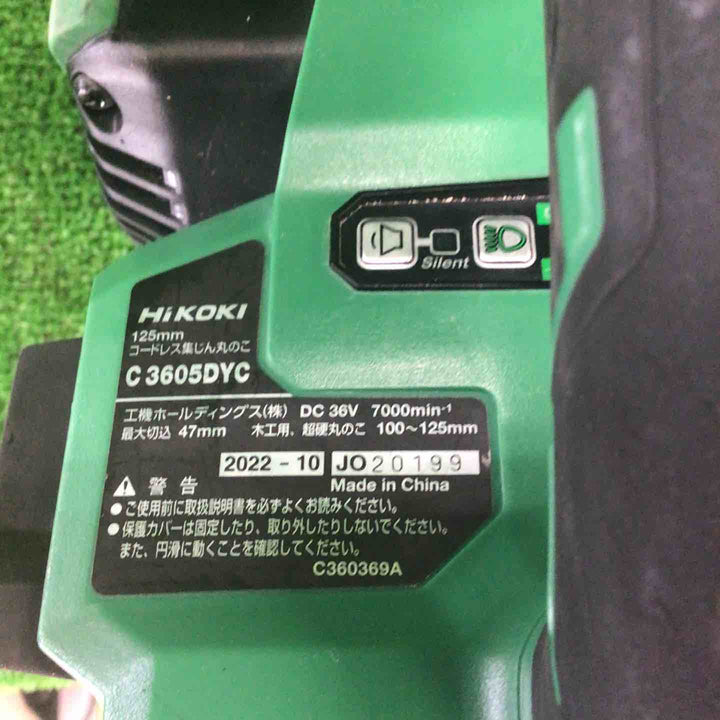 Silent
HiKOKI
125mm
コードレス集じん丸のこ
C 3605DYC
工機ホールディングス(株) DC 36V 7000min-¹
最大切込 47mm 木工用、超硬丸のこ 100～125mm
2022 - 10 JO20199
警 告 Made in China
●ご使用前に取扱説明書を必ずよくお読みください。
●保護カバーは固定したり、取り外したりしないでください。
また、円滑に動くことを確認してください。
C360369A